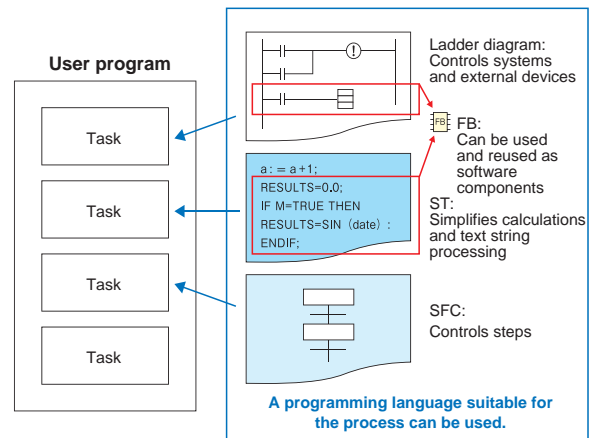 User program
Task
Task
Task
Task
Ladder diagram:
Controls systems
and external devices
FB
FB:
Can be used
and reused as
software
components
a: = a+1;
RESULTS=0.0;
IF M=TRUE THEN
RESULTS=SIN (date) :
ENDIF;
ST:
Simplifies calculations
and text string
processing
SFC:
Controls steps
A programming language suitable for
the process can be used.